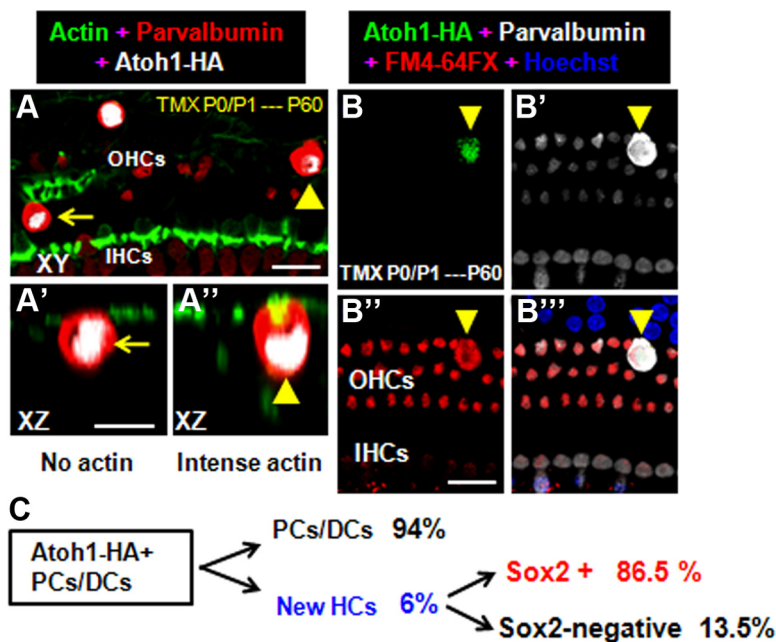 Actin + Parvalbumin
+ Atoh1-HA
Atoh1-HA + Parvalbumin
+ FM4-64FX + Hoechst
A
TMX P0/P1 --- P60
OHCs
IHCs
XY
B
TMX P0/P1 ---P60
B’
A’
XZ
A’’
XZ
B’’
OHCs
IHCs
B’’’
No actin
Intense actin
C
Atoh1-HA+
PCs/DCs
PCs/DCs 94%
New HCs 6%
Sox2 + 86.5 %
Sox2-negative 13.5%